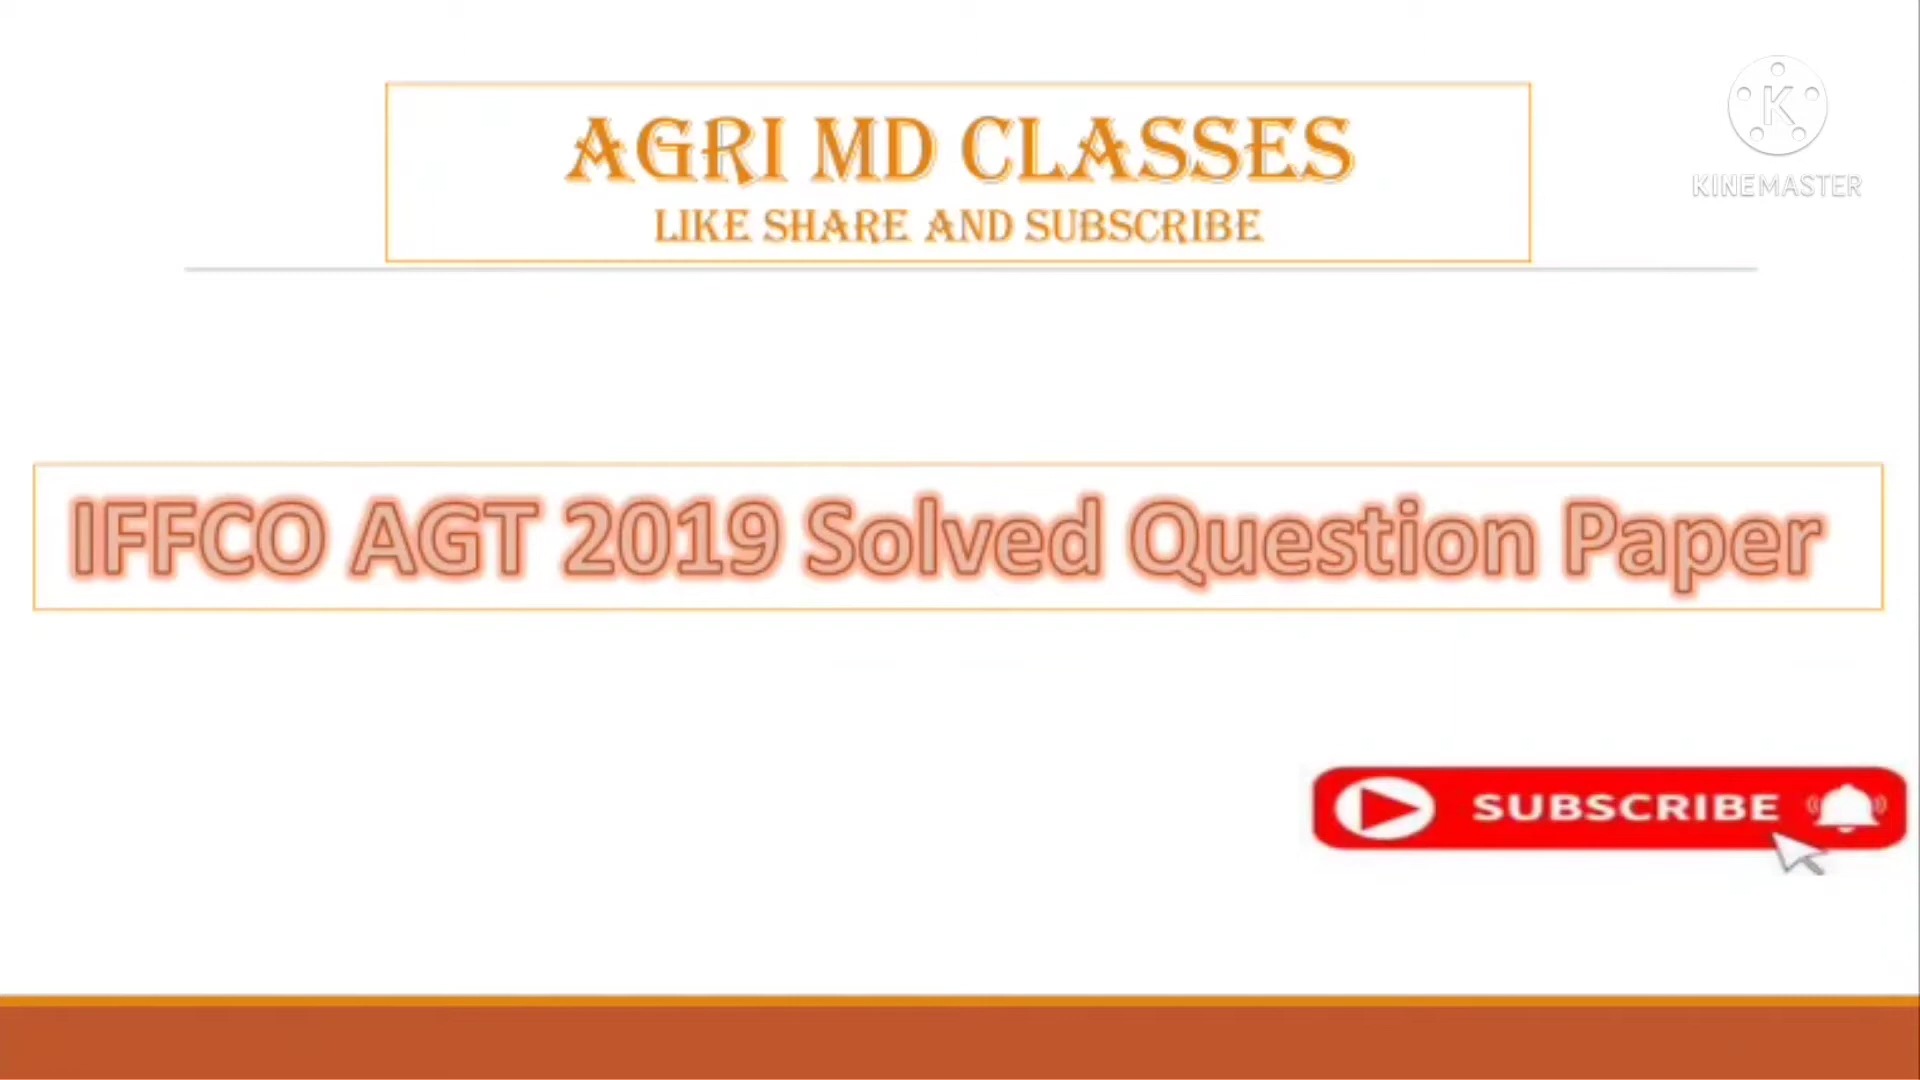 AGRI MD CLASSES
LIKE SHARE AND SUBSCRIBE
K
KINEMASTER
IFFCO AGT 2019 Solved Question Paper
SUBSCRIBE